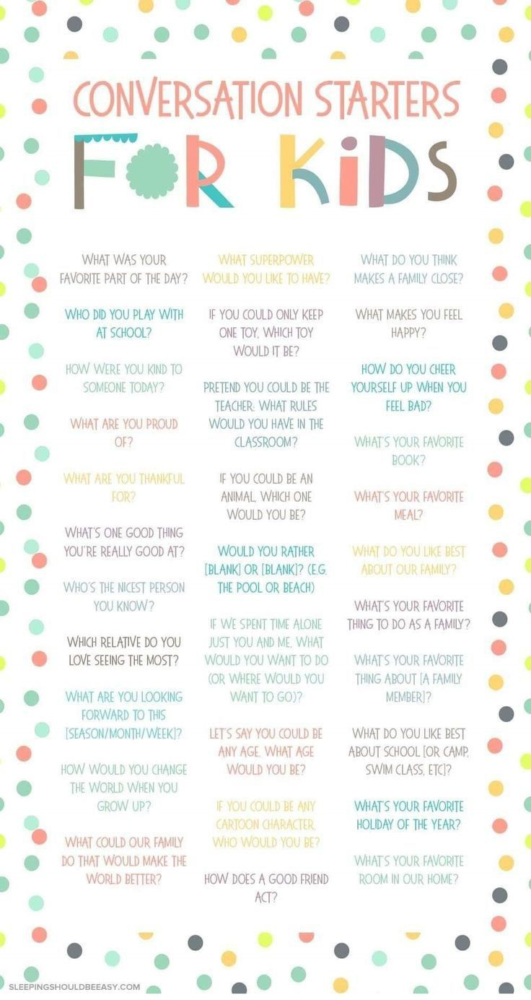 CONVERSATION STARTERS
FOR KiDS
WHAT WAS YOUR
FAVORITE PART OF THE DAY?
WHO DID YOU PLAY WITH
AT SCHOOL?
HOW WERE YOU KIND TO
SOMEONE TODAY?
WHAT ARE YOU PROUD
OF?
WHAT ARE YOU THANKFUL
FOR?
WHAT'S ONE GOOD THING
YOU'RE REALLY GOOD AT?
WHO'S THE NICEST PERSON
YOU KNOW?
WHICH RELATIVE DO YOU
LOVE SEEING THE MOST?
WHAT ARE YOU LOOKING
FORWARD TO THIS
[SEASON/MONTH/WEEK]?
HOW WOULD YOU CHANGE
THE WORLD WHEN YOU
GROW UP?
WHAT COULD OUR FAMILY
DO THAT WOULD MAKE THE
WORLD BETTER?
WHAT SUPERPOWER
WOULD YOU LIKE TO HAVE?
IF YOU COULD ONLY KEEP
ONE TOY, WHICH TOY
WOULD IT BE?
PRETEND YOU COULD BE THE
TEACHER; WHAT RULES
WOULD YOU HAVE IN THE
CLASSROOM?
IF YOU COULD BE AN
ANIMAL, WHICH ONE
WOULD YOU BE?
WOULD YOU RATHER
[BLANK] OR [BLANK]? (E.G.
THE POOL OR BEACH)
IF WE SPENT TIME ALONE
JUST YOU AND ME, WHAT
WOULD YOU WANT TO DO
(OR WHERE WOULD YOU
WANT TO GO)?
LET'S SAY YOU COULD BE
ANY AGE, WHAT AGE
WOULD YOU BE?
IF YOU COULD BE ANY
CARTOON CHARACTER,
WHO WOULD YOU BE?
HOW DOES A GOOD FRIEND
ACT?
WHAT DO YOU THINK
MAKES A FAMILY CLOSE?
WHAT MAKES YOU FEEL
HAPPY?
HOW DO YOU CHEER
YOURSELF UP WHEN YOU
FEEL BAD?
WHAT'S YOUR FAVORITE
BOOK?
WHAT'S YOUR FAVORITE
MEAL?
WHAT DO YOU LIKE BEST
ABOUT OUR FAMILY?
WHAT'S YOUR FAVORITE
THING TO DO AS A FAMILY?
WHAT'S YOUR FAVORITE
THING ABOUT [A FAMILY
MEMBER]?
WHAT DO YOU LIKE BEST
ABOUT SCHOOL [OR CAMP,
SWIM CLASS, ETC]?
WHAT'S YOUR FAVORITE
HOLIDAY OF THE YEAR?
WHAT'S YOUR FAVORITE
ROOM IN OUR HOME?
SLEEPINGSHOULDBEEASY.COM